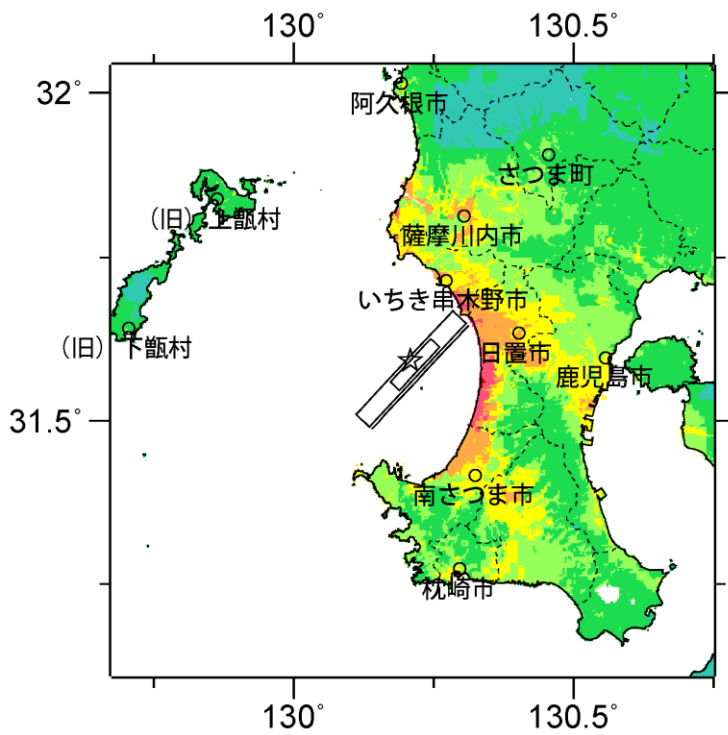 130°
130.5°
32°
阿久根市
さつま町
（旧）上甑村
薩摩川内市
いちき串木野市
（旧）下甑村
日置市
鹿児島市
31.5°
南さつま市
枕崎市
130°
130.5°